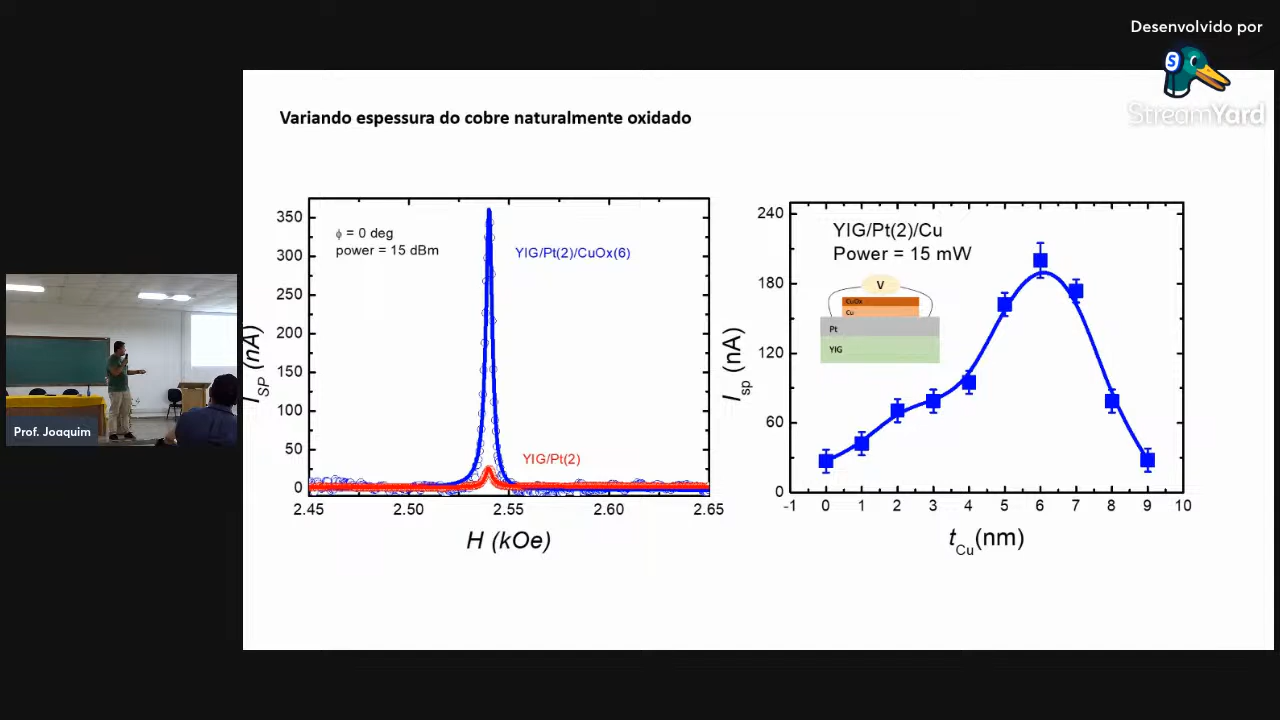 Desenvolvido por
StreamYard
S
Variando espessura do cobre naturalmente oxidado
350
300
250
200
150
100
50
0
I_SP (nA)
ϕ = 0 deg
power = 15 dBm
YIG/Pt(2)/CuOx(6)
YIG/Pt(2)
2.45 2.50 2.55 2.60 2.65
H (kOe)
240
180
120
60
0
I_sp (nA)
YIG/Pt(2)/Cu
Power = 15 mW
V
CuOx
Cu
Pt
YIG
-1 0 1 2 3 4 5 6 7 8 9 10
t_Cu(nm)
Prof. Joaquim